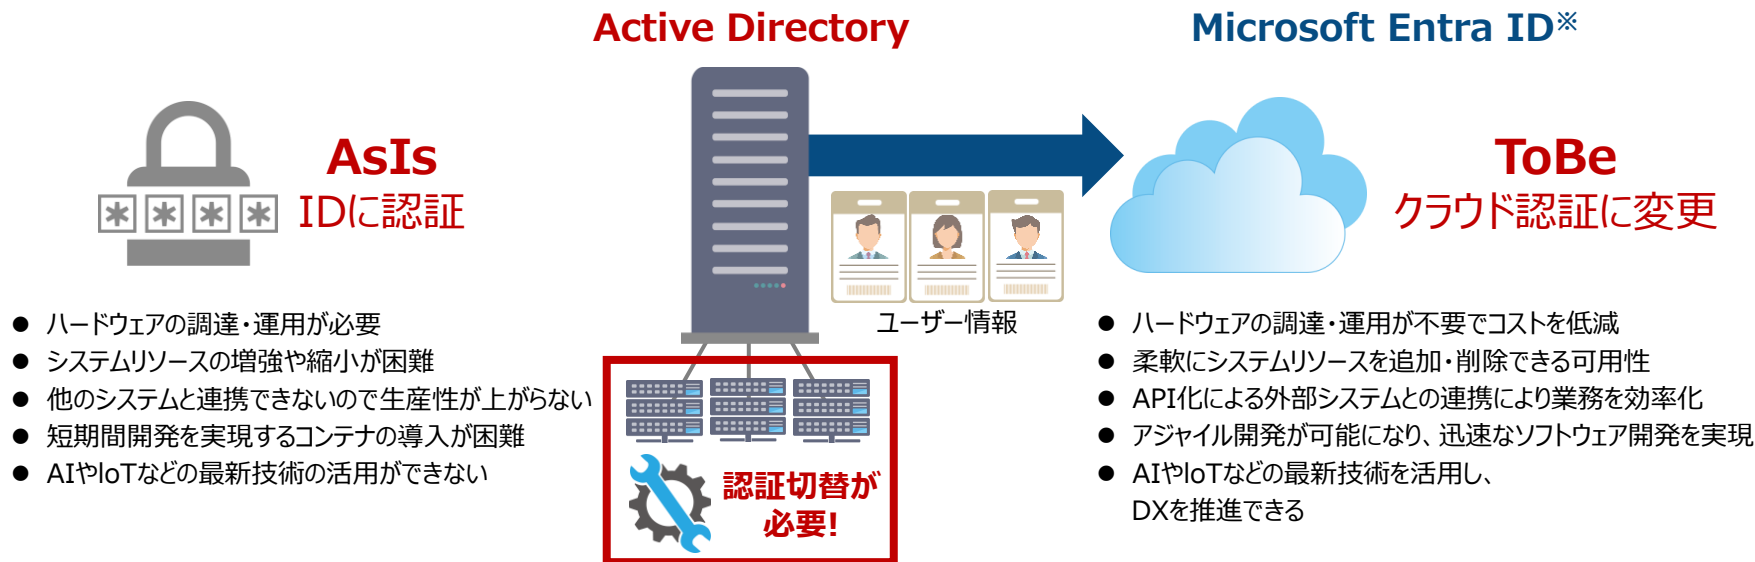 Active Directory
Microsoft Entra ID※
AsIs
IDに認証
****
ToBe
クラウド認証に変更
ユーザー情報
● ハードウェアの調達・運用が必要
● システムリソースの増強や縮小が困難
● 他のシステムと連携できないので生産性が上がらない
● 短期間開発を実現するコンテナの導入が困難
● AIやIoTなどの最新技術の活用ができない
認証切替が
必要!
● ハードウェアの調達・運用が不要でコストを低減
● 柔軟にシステムリソースを追加・削除できる可用性
● API化による外部システムとの連携により業務を効率化
● アジャイル開発が可能になり、迅速なソフトウェア開発を実現
● AIやIoTなどの最新技術を活用し、
DXを推進できる